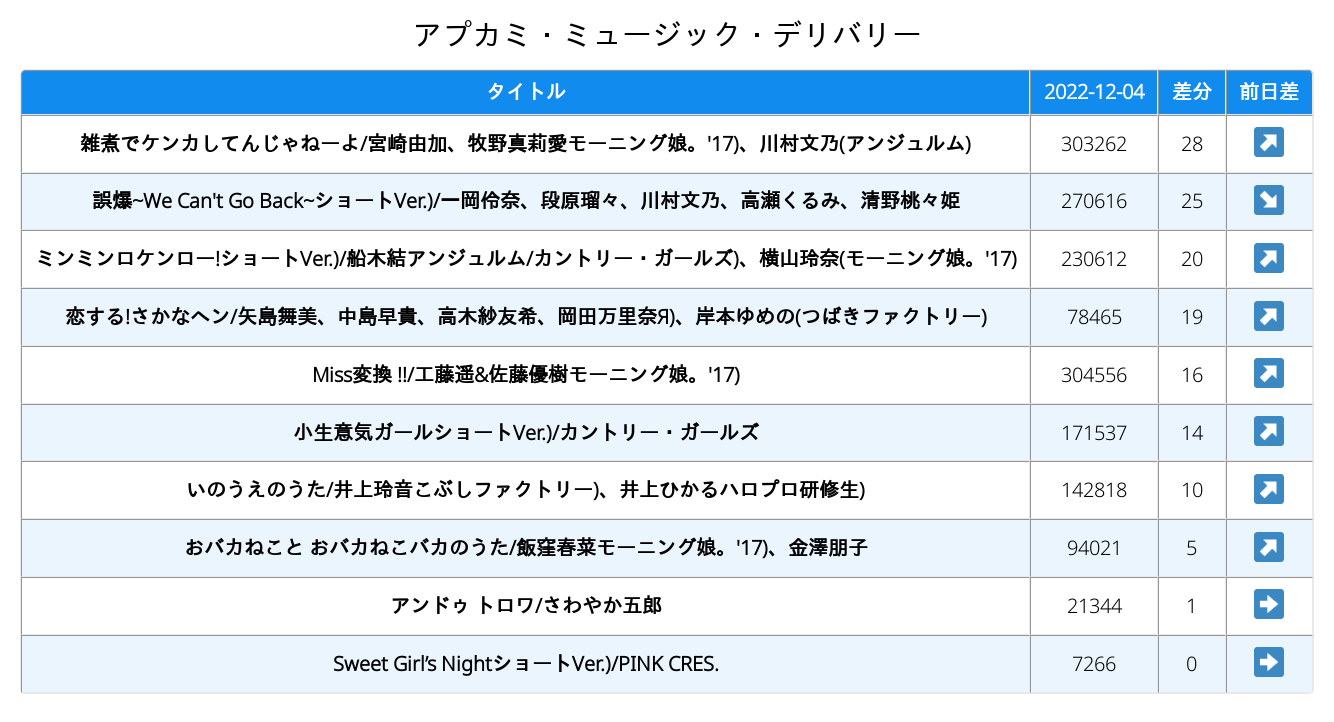 アプカミ・ミュージック・デリバリー
タイトル 2022-12-04 差分 前日差
雑煮でケンカしてんじゃねーよ/宮崎由加、牧野真莉愛モーニング娘。'17)、川村文乃(アンジュルム) 303262 28
誤爆~We Can't Go Back~ショートVer.)/一岡伶奈、段原瑠々、川村文乃、高瀬くるみ、清野桃々姫 270616 25
ミンミンロケンロー!ショートVer.)/船木結アンジュルム/カントリー・ガールズ)、横山玲奈(モーニング娘。'17) 230612 20
恋する!さかなヘン/矢島舞美、中島早貴、高木紗友希、岡田万里奈Я)、岸本ゆめの(つばきファクトリー) 78465 19
Miss変換 !!/工藤遥&佐藤優樹モーニング娘。'17) 304556 16
小生意気ガールショートVer.)/カントリー・ガールズ 171537 14
いのうえのうた/井上玲音こぶしファクトリー)、井上ひかるハロプロ研修生) 142818 10
おバカねこと おバカねこバカのうた/飯窪春菜モーニング娘。'17)、金澤朋子 94021 5
アンドゥ トロワ/さわやか五郎 21344 1
Sweet Girl’s NightショートVer.)/PINK CRES. 7266 0